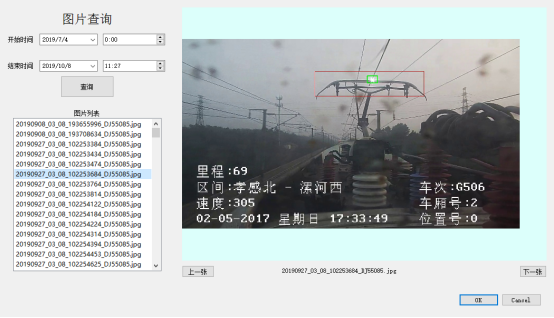 图片查询
开始时间 2019/7/4 0:00
结束时间 2019/10/8 11:27
查询
图片列表
20190908_03_08_193655996_DJ55085.jpg
20190908_03_08_193708634_DJ55085.jpg
20190927_03_08_102253384_DJ55085.jpg
20190927_03_08_102253434_DJ55085.jpg
20190927_03_08_102253474_DJ55085.jpg
20190927_03_08_102253684_DJ55085.jpg
20190927_03_08_102253764_DJ55085.jpg
20190927_03_08_102253814_DJ55085.jpg
20190927_03_08_102254122_DJ55085.jpg
20190927_03_08_102254184_DJ55085.jpg
20190927_03_08_102254224_DJ55085.jpg
20190927_03_08_102254314_DJ55085.jpg
20190927_03_08_102254394_DJ55085.jpg
20190927_03_08_102254453_DJ55085.jpg
20190927_03_08_102254625_DJ55085.jpg
里程:69
区间:孝感北 - 漯河西 车次:G506
速度:305 车厢号:2
02-05-2017 星期日 17:33:49 位置号:0
上一张 20190927_03_08_102253684_DJ55085.jpg 下一张
OK Cancel